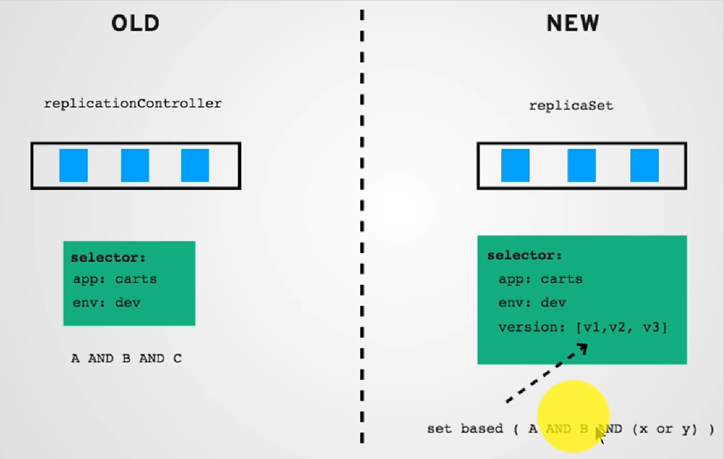 OLD
replicationController
selector:
app: carts
env: dev
A AND B AND C
NEW
replicaSet
selector:
app: carts
env: dev
version: [v1,v2, v3]
set based ( A AND B AND (x or y) )